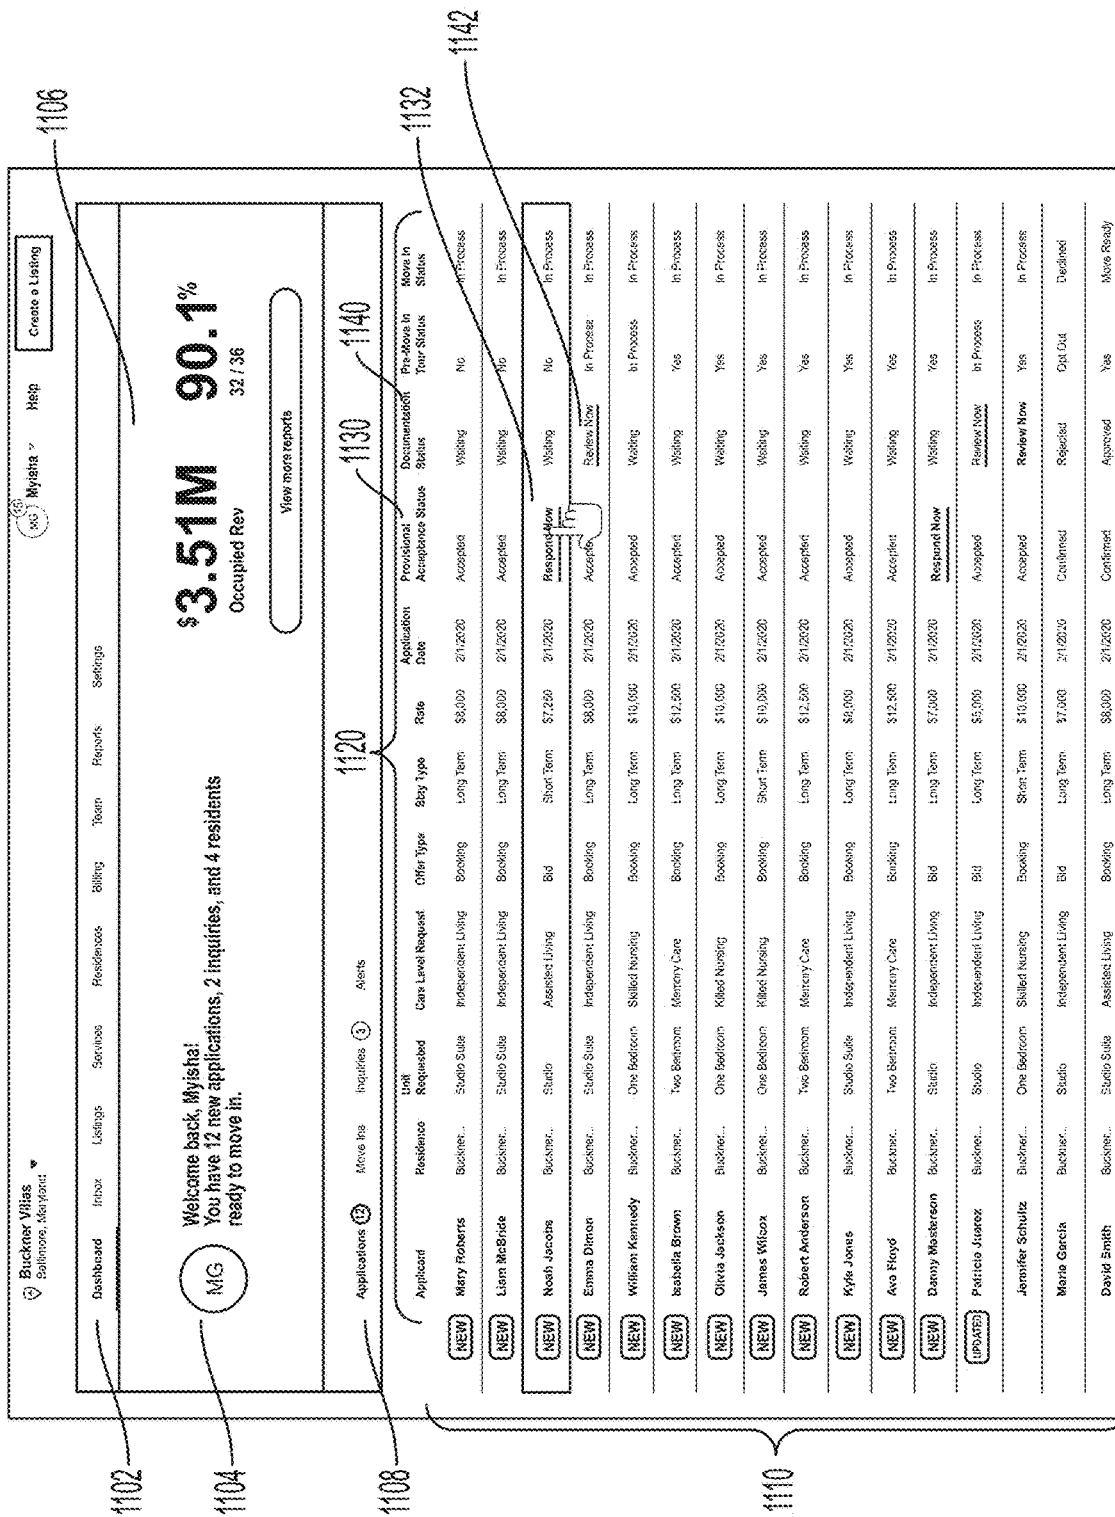 Buckner Villas
Baltimore, Maryland
MG Myisha Help Create a Listing
Dashboard Inbox Listings Services Residences Billing Team Reports Settings
1102
1104
1106
MG
Welcome back, Myisha!
You have 12 new applications, 2 inquiries, and 4 residents
ready to move in.
$3.51M 90.1%
Occupied Rev 32 / 36
View more reports
1108
Applications 12 Move Ins Inquiries 3 Alerts
1120 1130 1140 1132 1142
Applicant Residence Unit Requested Care Level Request Offer Type Stay Type Rate Application Date Provisional Acceptance Status Documentation Status Pre-Move In Tour Status Move In Status
NEW Mary Roberts Buckner... Studio Suite Independent Living Booking Long Term $8,000 2/1/2020 Accepted Waiting No In Process
NEW Liam McBride Buckner... Studio Suite Independent Living Booking Long Term $8,000 2/1/2020 Accepted Waiting No In Process
NEW Noah Jacobs Buckner... Studio Assisted Living Bid Short Term $7,250 2/1/2020 Respond Now Waiting No In Process
NEW Emma Dimon Buckner... Studio Suite Independent Living Booking Long Term $8,000 2/1/2020 Accepted Review Now In Process In Process
NEW William Kennedy Buckner... One Bedroom Skilled Nursing Booking Long Term $10,000 2/1/2020 Accepted Waiting In Process In Process
NEW Isabella Brown Buckner... Two Bedroom Memory Care Booking Long Term $12,500 2/1/2020 Accepted Waiting Yes In Process
NEW Olivia Jackson Buckner... One Bedroom Killed Nursing Booking Long Term $10,000 2/1/2020 Accepted Waiting Yes In Process
NEW James Wilcox Buckner... One Bedroom Killed Nursing Booking Short Term $10,000 2/1/2020 Accepted Waiting Yes In Process
NEW Robert Anderson Buckner... Two Bedroom Memory Care Booking Long Term $12,500 2/1/2020 Accepted Waiting Yes In Process
NEW Kyle Jones Buckner... Studio Suite Independent Living Booking Long Term 2/1/2020 Accepted Waiting Yes In Process
NEW Ava Floyd Buckner... Two Bedroom Memory Care Booking Long Term $12,500 2/1/2020 Accepted Waiting Yes In Process
NEW Danny Masterson Buckner... Studio Independent Living Bid Long Term $7,000 2/1/2020 Respond Now Waiting Yes In Process
UPDATED Patricia Juarez Buckner... Studio Independent Living Bid Long Term 2/1/2020 Accepted Review Now In Process In Process
Jennifer Schultz Buckner... One Bedroom Skilled Nursing Booking Short Term $10,000 2/1/2020 Accepted Review Now Yes In Process
Maria Garcia Buckner... Studio Independent Living Bid Long Term $7,000 2/1/2020 Confirmed Rejected Opt Out Declined
David Smith Buckner... Studio Suite Assisted Living Booking Long Term $8,000 2/1/2020 Confirmed Approved Yes Move Ready
1110